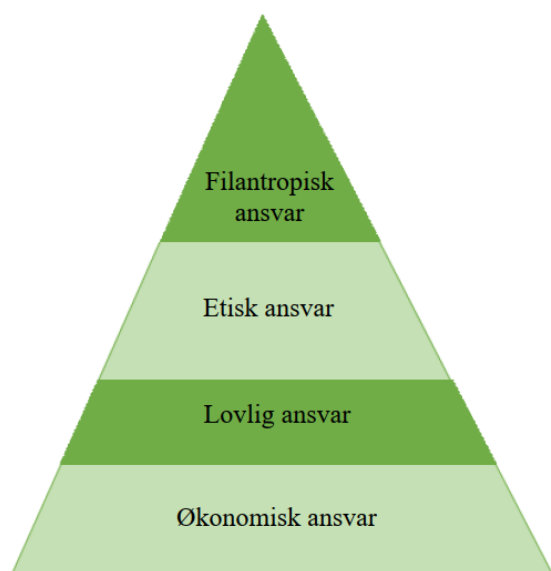 Filantropisk
ansvar
Etisk ansvar
Lovlig ansvar
Økonomisk ansvar